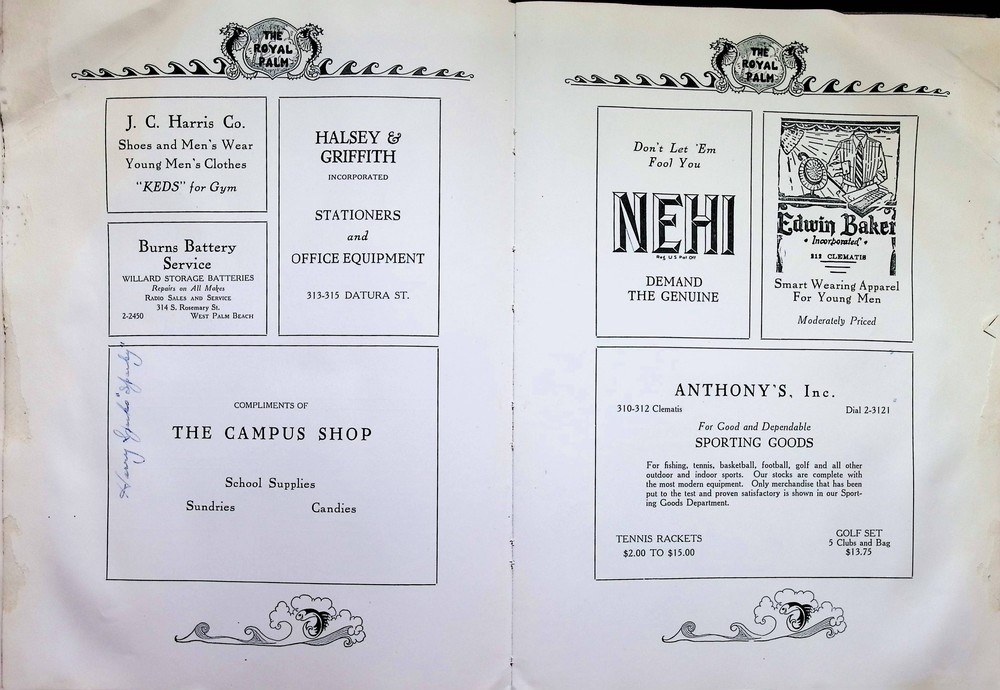 THE
ROYAL
PALM
J. C. Harris Co.
Shoes and Men's Wear
Young Men's Clothes
"KEDS" for Gym
Burns Battery
Service
WILLARD STORAGE BATTERIES
Repairs on All Makes
RADIO SALES AND SERVICE
314 S. Rosemary St.
2-2450 WEST PALM BEACH
HALSEY &
GRIFFITH
INCORPORATED
STATIONERS
and
OFFICE EQUIPMENT
313-315 DATURA ST.
Harry Sparks "Sparky"
COMPLIMENTS OF
THE CAMPUS SHOP
School Supplies
Sundries Candies
THE
ROYAL
PALM
Don't Let 'Em
Fool You
NEHI
Reg. U S Pat Off
DEMAND
THE GENUINE
Edwin Baker
Incorporated
212 CLEMATIS
Smart Wearing Apparel
For Young Men
Moderately Priced
ANTHONY'S, Inc.
310-312 Clematis Dial 2-3121
For Good and Dependable
SPORTING GOODS
For fishing, tennis, basketball, football, golf and all other
outdoor and indoor sports. Our stocks are complete with
the most modern equipment. Only merchandise that has been
put to the test and proven satisfactory is shown in our Sport-
ing Goods Department.
TENNIS RACKETS
$2.00 TO $15.00
GOLF SET
5 Clubs and Bag
$13.75